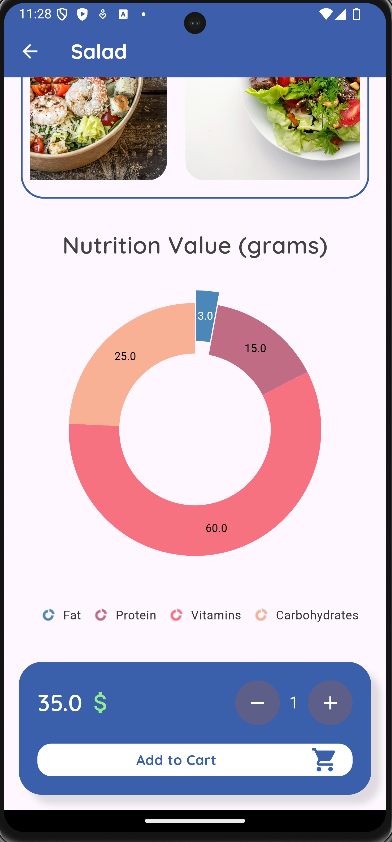 11:28
Salad
Nutrition Value (grams)
3.0
15.0
25.0
60.0
Fat Protein Vitamins Carbohydrates
35.0 $
1
Add to Cart